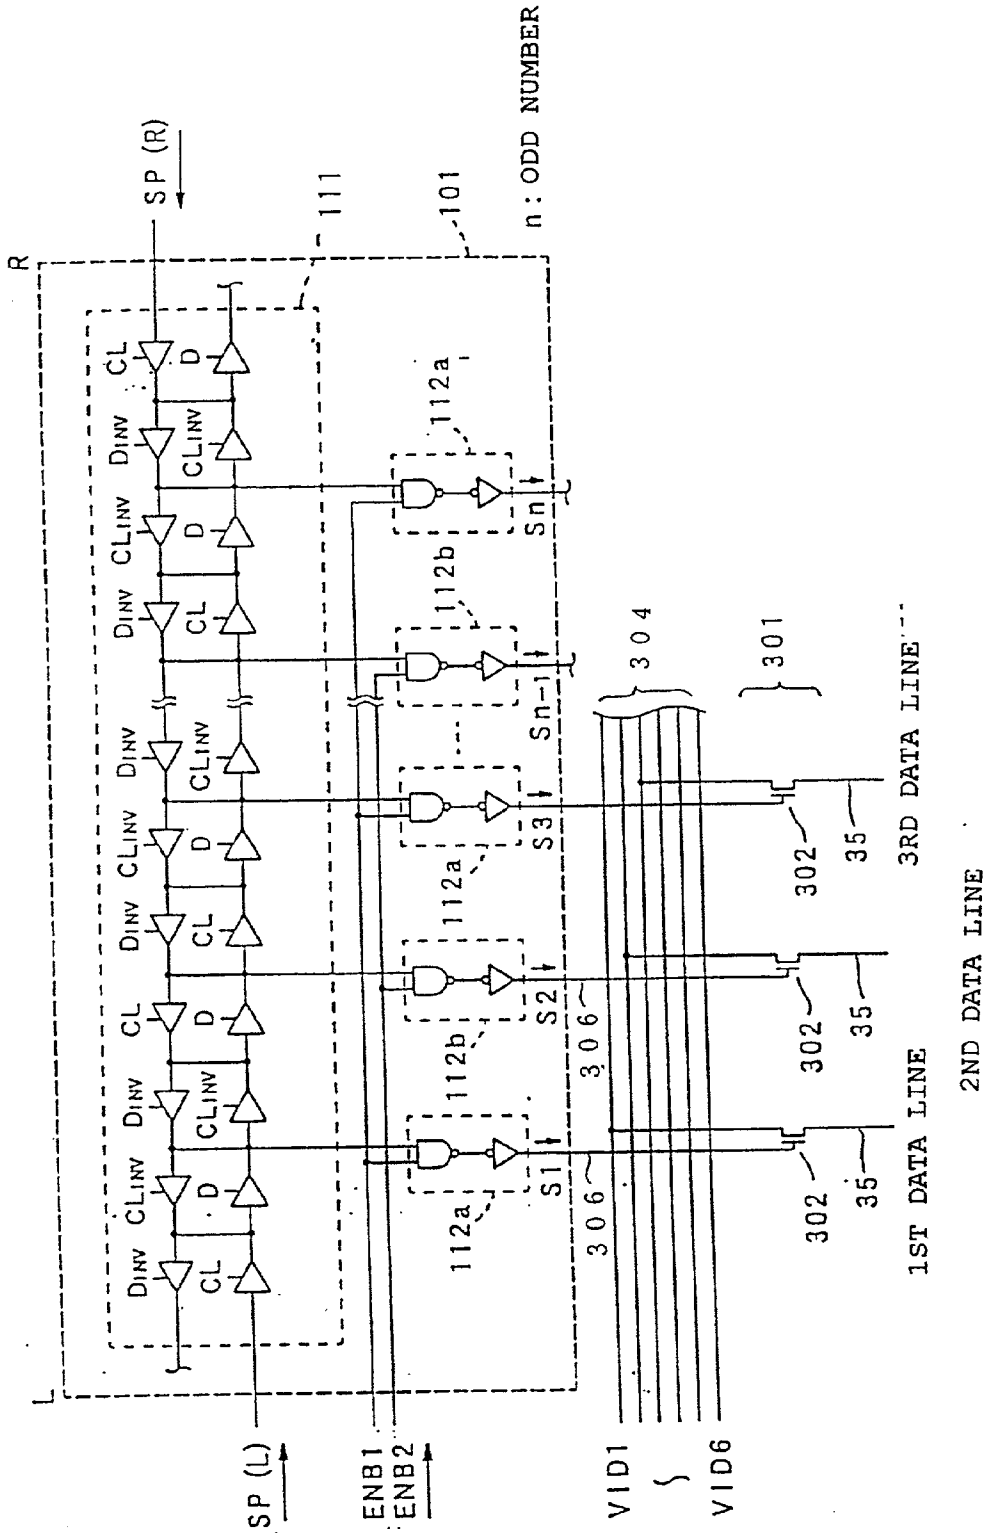 R
SP (R)
111
101
n: ODD NUMBER
DINV
CLINV
DINV
CL
DINV
CLINV
DINV
CLINV
DINV
CL
CL
D
CLINV
D
CL
D
CLINV
CL
D
CLINV
D
L
SP (L)
ENB1
ENB2
112a
112b
112a
112b
112a
S1
S2
S3
Sn-1
Sn
306
306
304
301
VID1
VID6
302
302
302
35
35
35
1ST DATA LINE
2ND DATA LINE
3RD DATA LINE